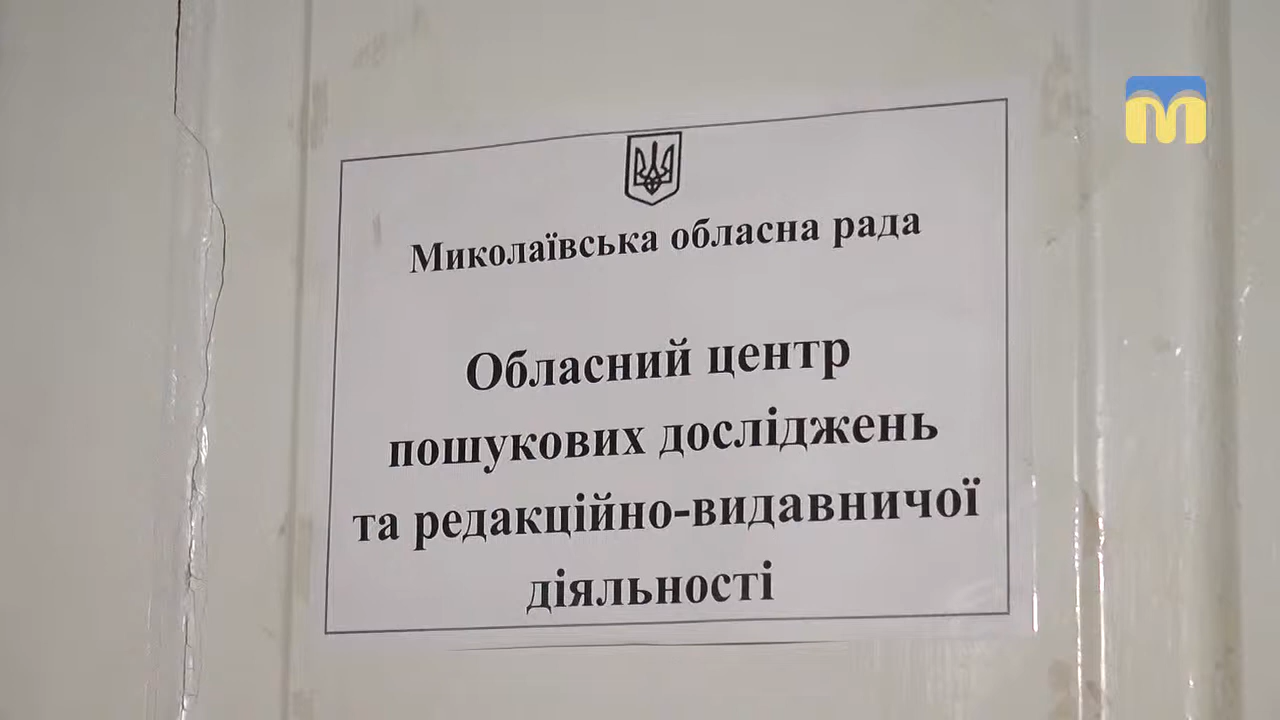 Миколаївська обласна рада
Обласний центр
пошукових досліджень
та редакційно-видавничої
діяльності